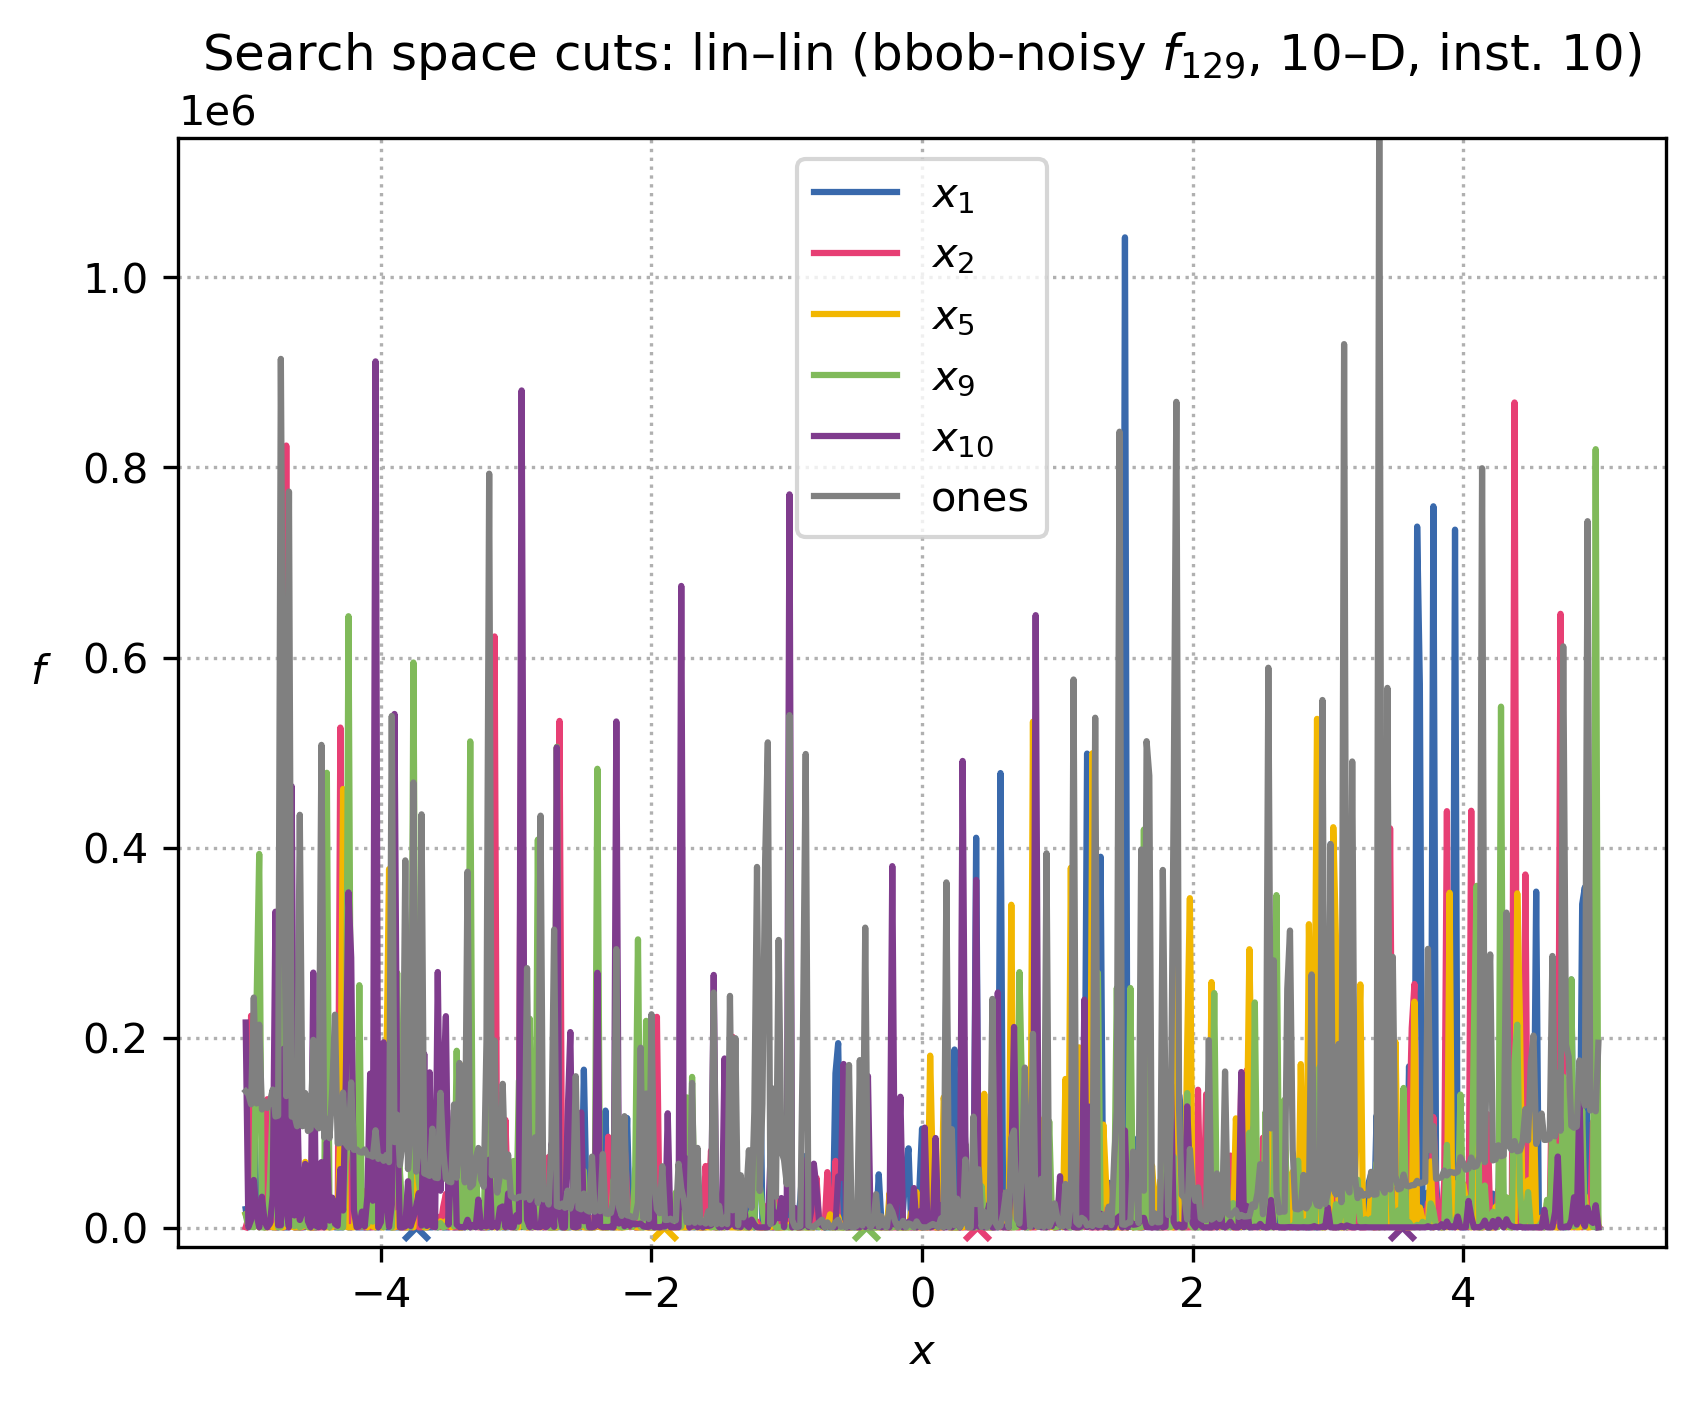 Search space cuts: lin–lin (bbob-noisy f₁₂₉, 10–D, inst. 10)
1e6
x₁
x₂
x₅
x₉
x₁₀
ones
1.0
0.8
0.6
0.4
0.2
0.0
f
−4
−2
0
2
4
x